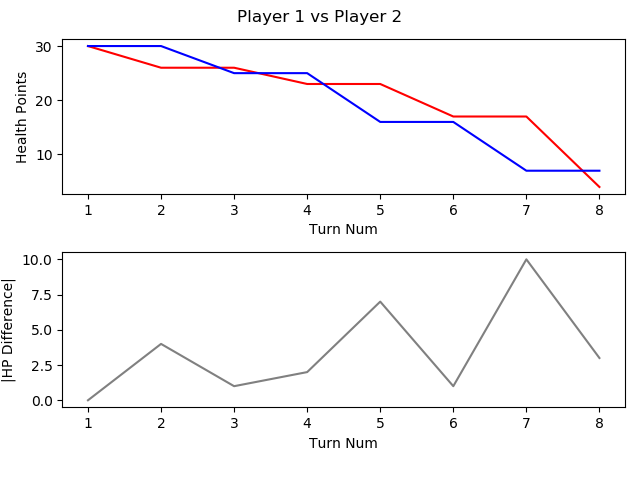 Player 1 vs Player 2
Health Points
30
20
10
1 2 3 4 5 6 7 8
Turn Num
|HP Difference|
10.0
7.5
5.0
2.5
0.0
1 2 3 4 5 6 7 8
Turn Num